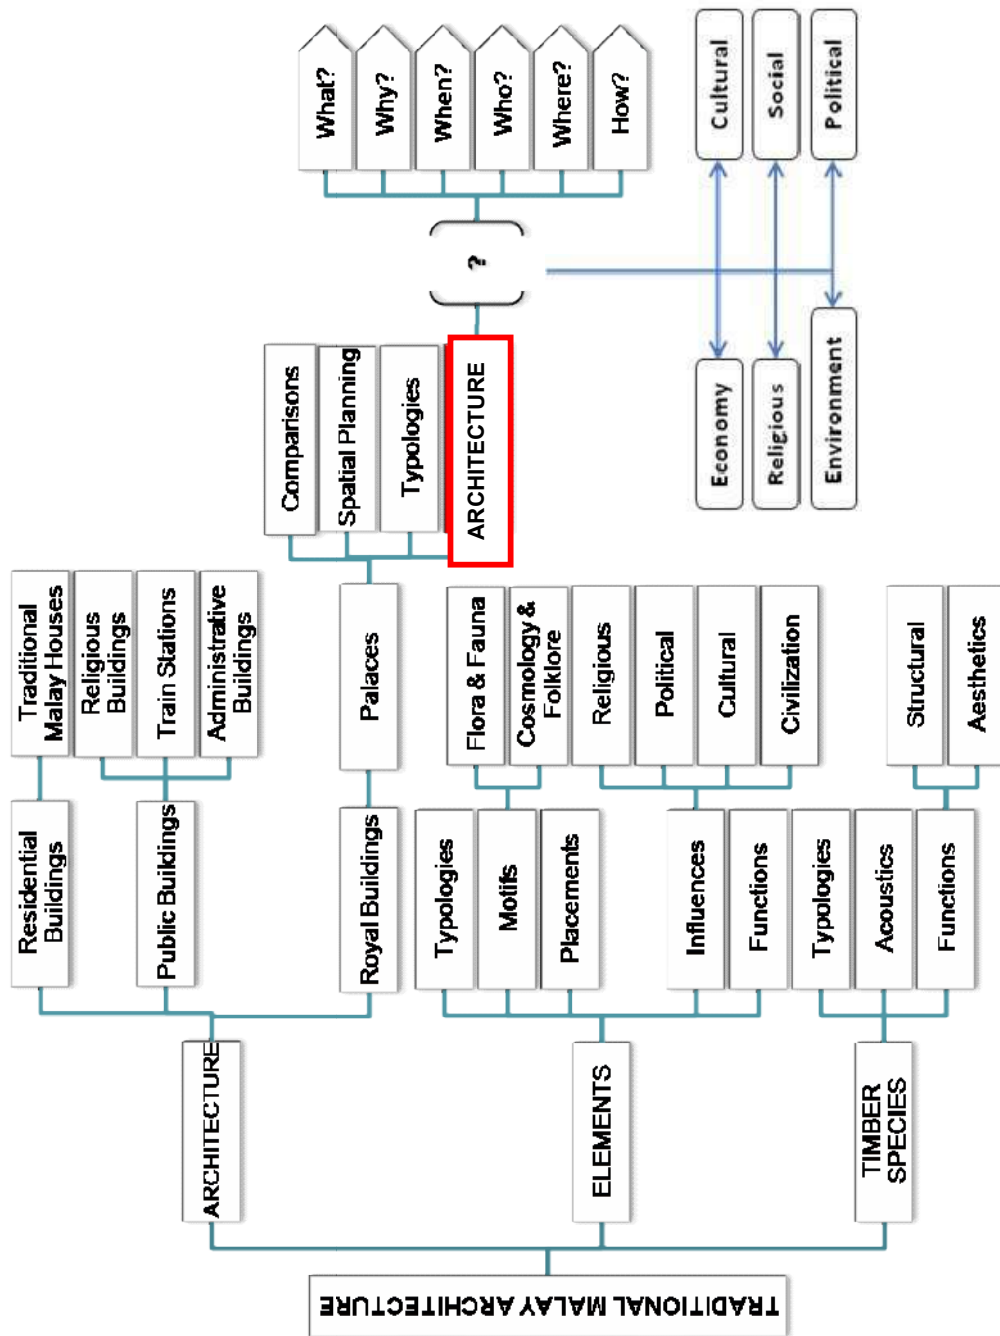 TRADITIONAL MALAY ARCHITECTURE
ARCHITECTURE
Residential
Buildings
Traditional
Malay Houses
Public Buildings
Religious
Buildings
Train Stations
Administrative
Buildings
Royal Buildings
Palaces
Comparisons
Spatial Planning
Typologies
ARCHITECTURE
?
What?
Why?
When?
Who?
Where?
How?
ELEMENTS
Typologies
Motifs
Flora & Fauna
Cosmology &
Folklore
Placements
Influences
Religious
Political
Cultural
Civilization
Functions
TIMBER
SPECIES
Typologies
Acoustics
Functions
Structural
Aesthetics
Economy
Cultural
Religious
Social
Environment
Political